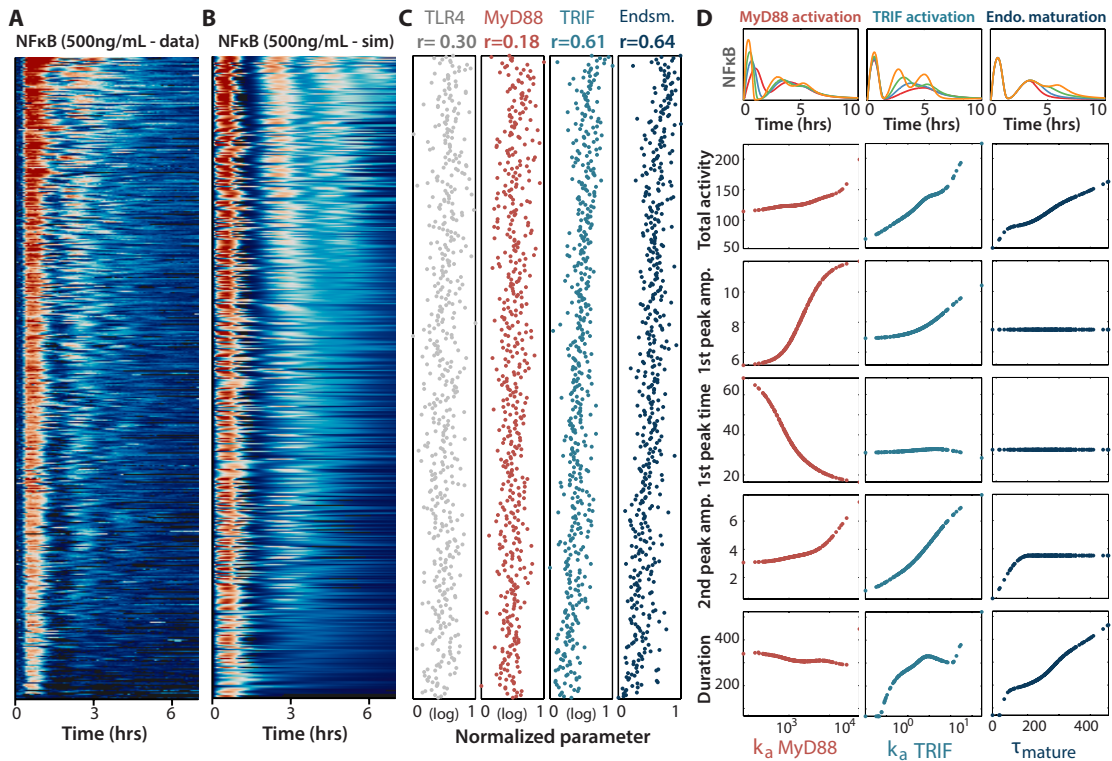 A
B
C
D
NFκB (500ng/mL - data)
NFκB (500ng/mL - sim)
TLR4
r= 0.30
MyD88
r=0.18
TRIF
r=0.61
Endsm.
r=0.64
MyD88 activation
TRIF activation
Endo. maturation
NFκB
0 5 10
0 5 10
0 5 10
Time (hrs)
Time (hrs)
Time (hrs)
Total activity
200
150
100
50
1st peak amp.
10
8
6
1st peak time
60
40
20
2nd peak amp.
6
4
2
Duration
400
200
0 3 6
Time (hrs)
0 3 6
Time (hrs)
0 (log) 1
0
0 (log) 1
0 1
Normalized parameter
10³ 10⁴
kₐ MyD88
10⁰ 10¹
kₐ TRIF
0 200 400
τmature